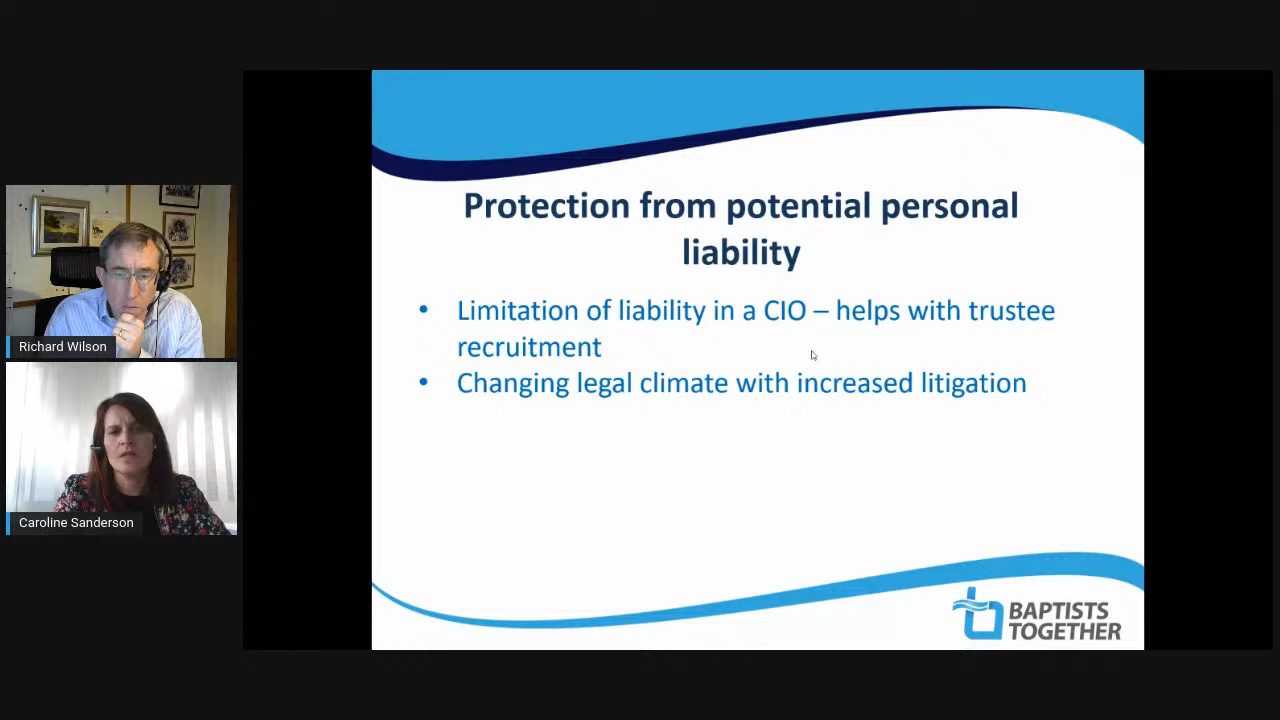 Protection from potential personal
liability
• Limitation of liability in a CIO – helps with trustee
recruitment
• Changing legal climate with increased litigation
Richard Wilson
Caroline Sanderson
BAPTISTS
TOGETHER